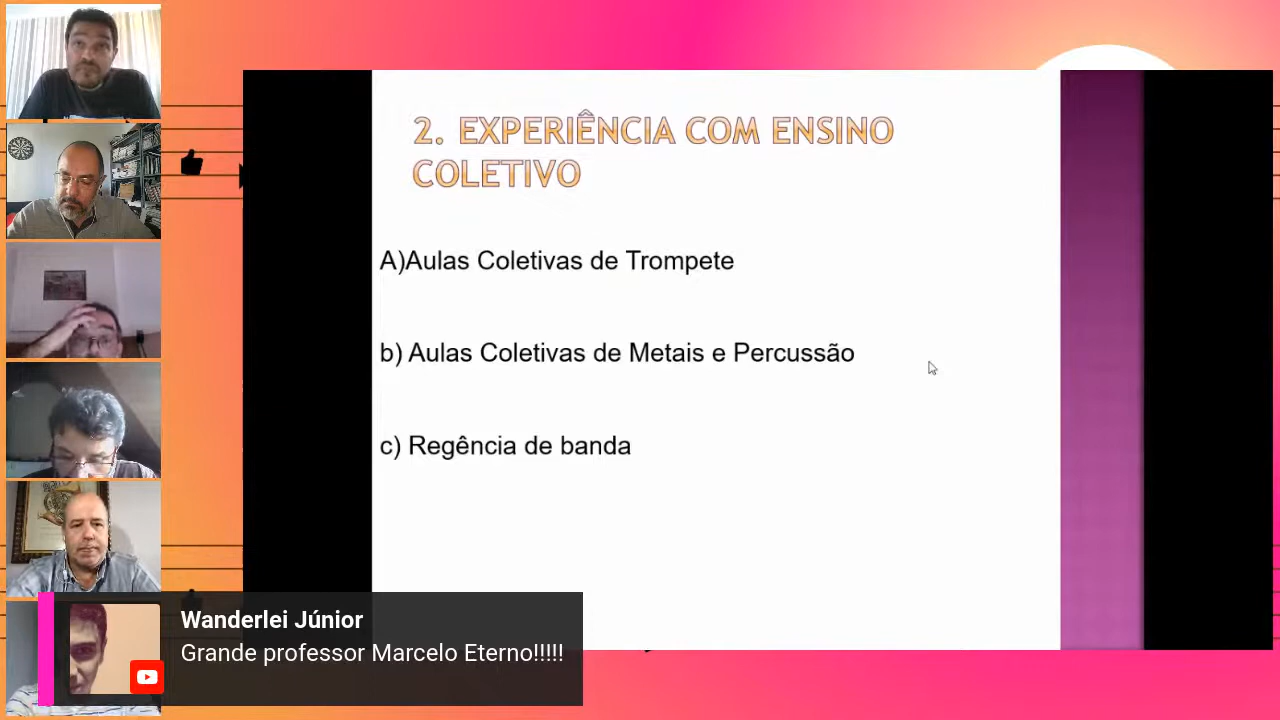 2. EXPERIÊNCIA COM ENSINO
COLETIVO
A)Aulas Coletivas de Trompete
b) Aulas Coletivas de Metais e Percussão
c) Regência de banda
Wanderlei Júnior
Grande professor Marcelo Eterno!!!!!